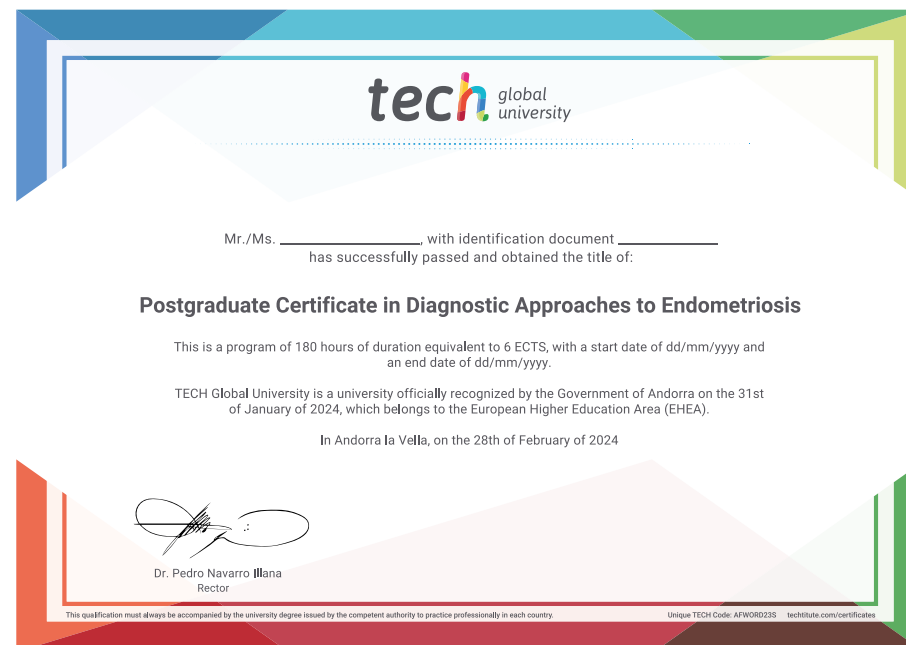 tech global
university
Mr./Ms. ____________, with identification document ____________
has successfully passed and obtained the title of:
Postgraduate Certificate in Diagnostic Approaches to Endometriosis
This is a program of 180 hours of duration equivalent to 6 ECTS, with a start date of dd/mm/yyyy and
an end date of dd/mm/yyyy.
TECH Global University is a university officially recognized by the Government of Andorra on the 31st
of January of 2024, which belongs to the European Higher Education Area (EHEA).
In Andorra la Vella, on the 28th of February of 2024
Dr. Pedro Navarro Illana
Rector
This qualification must always be accompanied by the university degree issued by the competent authority to practice professionally in each country. Unique TECH Code: AFWORD23S techtitute.com/certificates